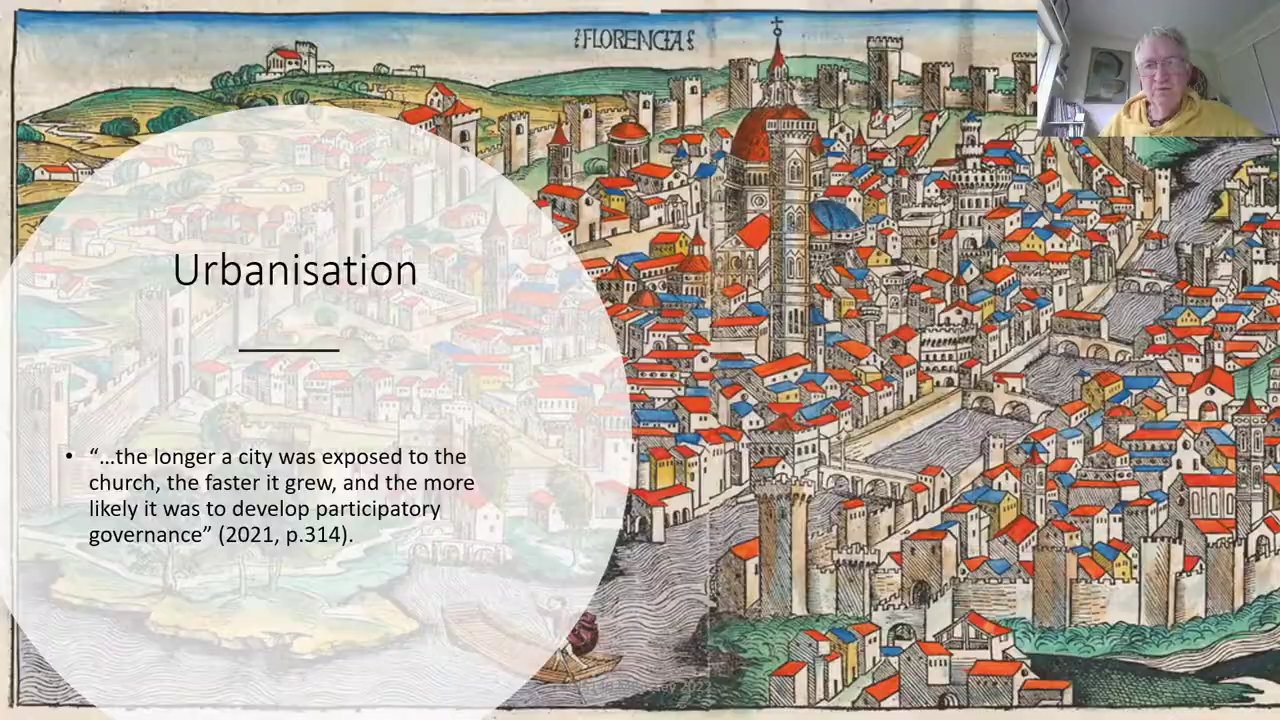 ?FLORENCIA?
Urbanisation
• “…the longer a city was exposed to the
church, the faster it grew, and the more
likely it was to develop participatory
governance” (2021, p.314).